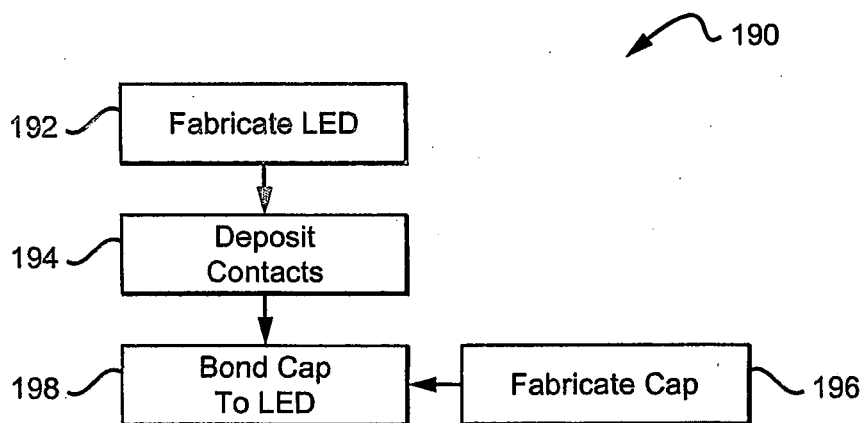 190
192
Fabricate LED
194
Deposit
Contacts
198
Bond Cap
To LED
Fabricate Cap
196